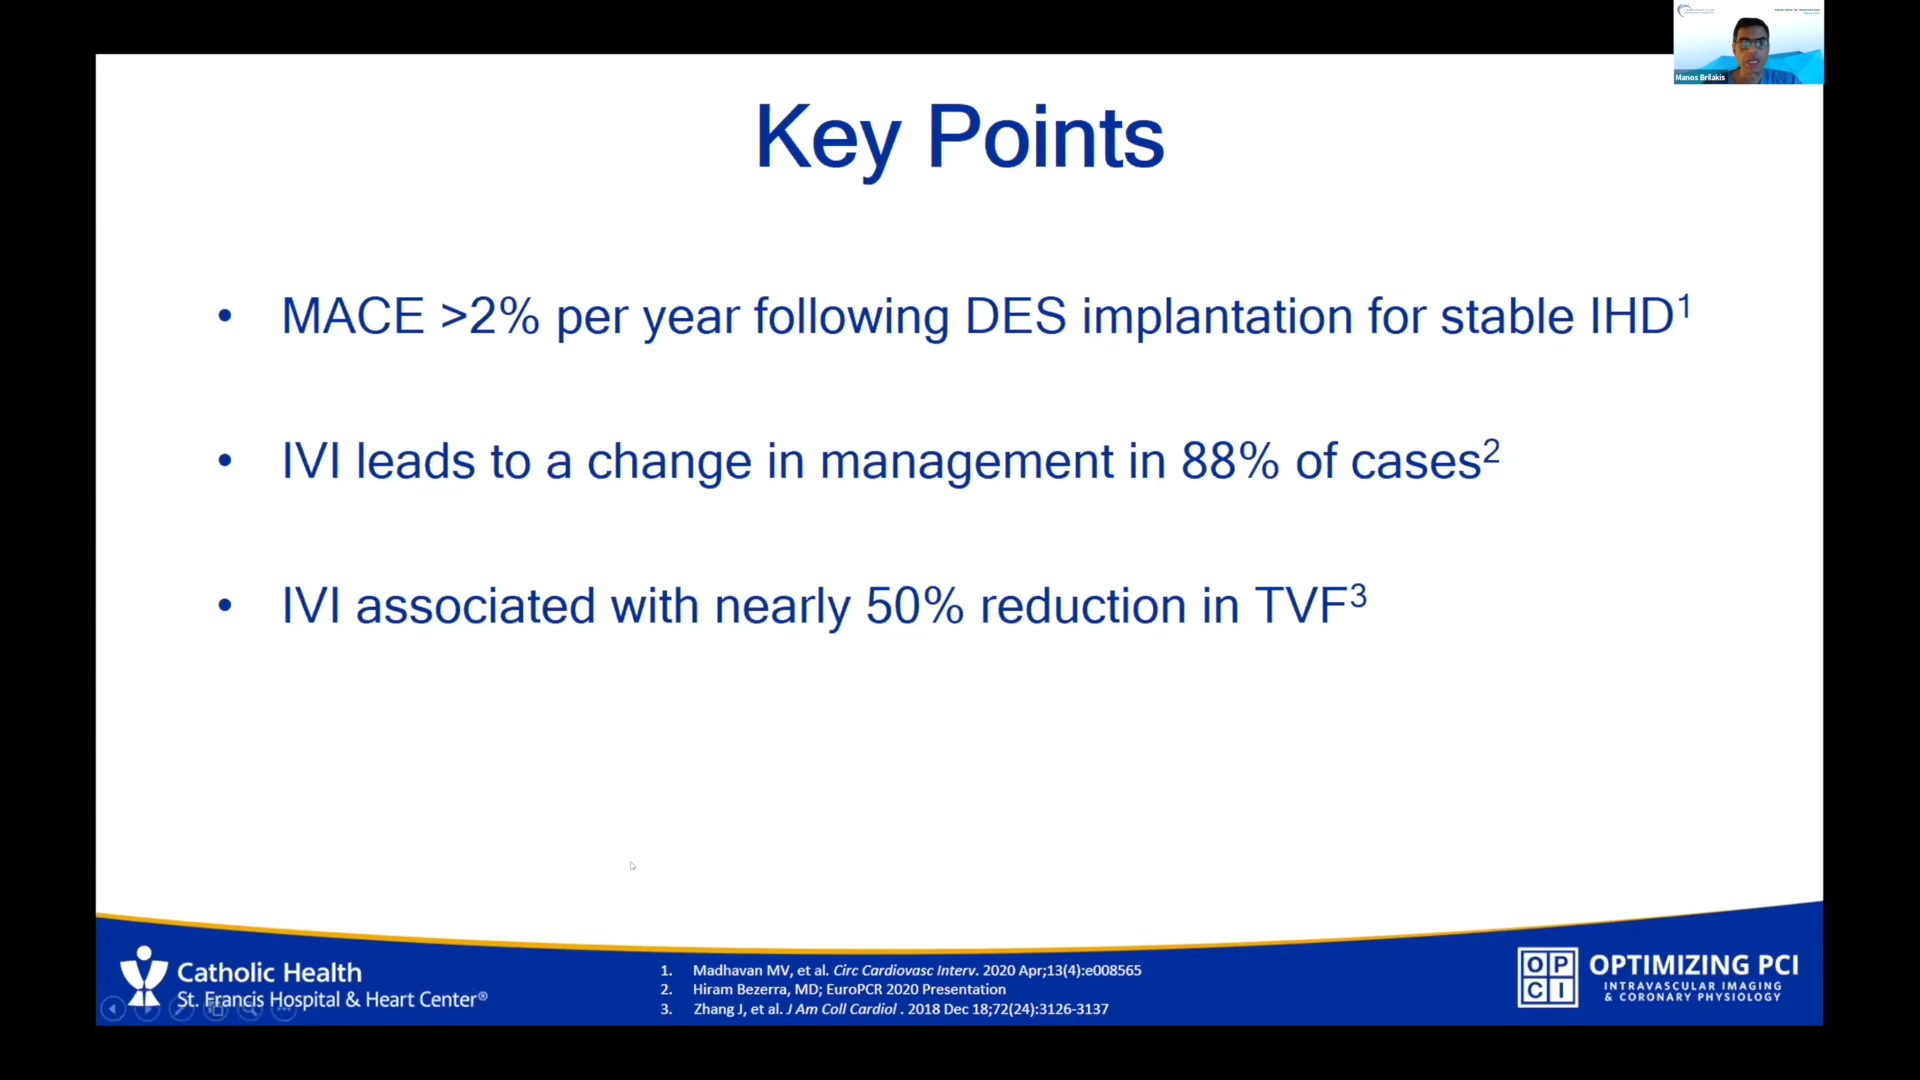 Manos Brilakis
Key Points
• MACE >2% per year following DES implantation for stable IHD¹
• IVI leads to a change in management in 88% of cases²
• IVI associated with nearly 50% reduction in TVF³
Catholic Health
St. Francis Hospital & Heart Center®
1. Madhavan MV, et al. Circ Cardiovasc Interv. 2020 Apr;13(4):e008565
2. Hiram Bezerra, MD; EuroPCR 2020 Presentation
3. Zhang J, et al. J Am Coll Cardiol . 2018 Dec 18;72(24):3126-3137
OP
CI
OPTIMIZING PCI
INTRAVASCULAR IMAGING
& CORONARY PHYSIOLOGY